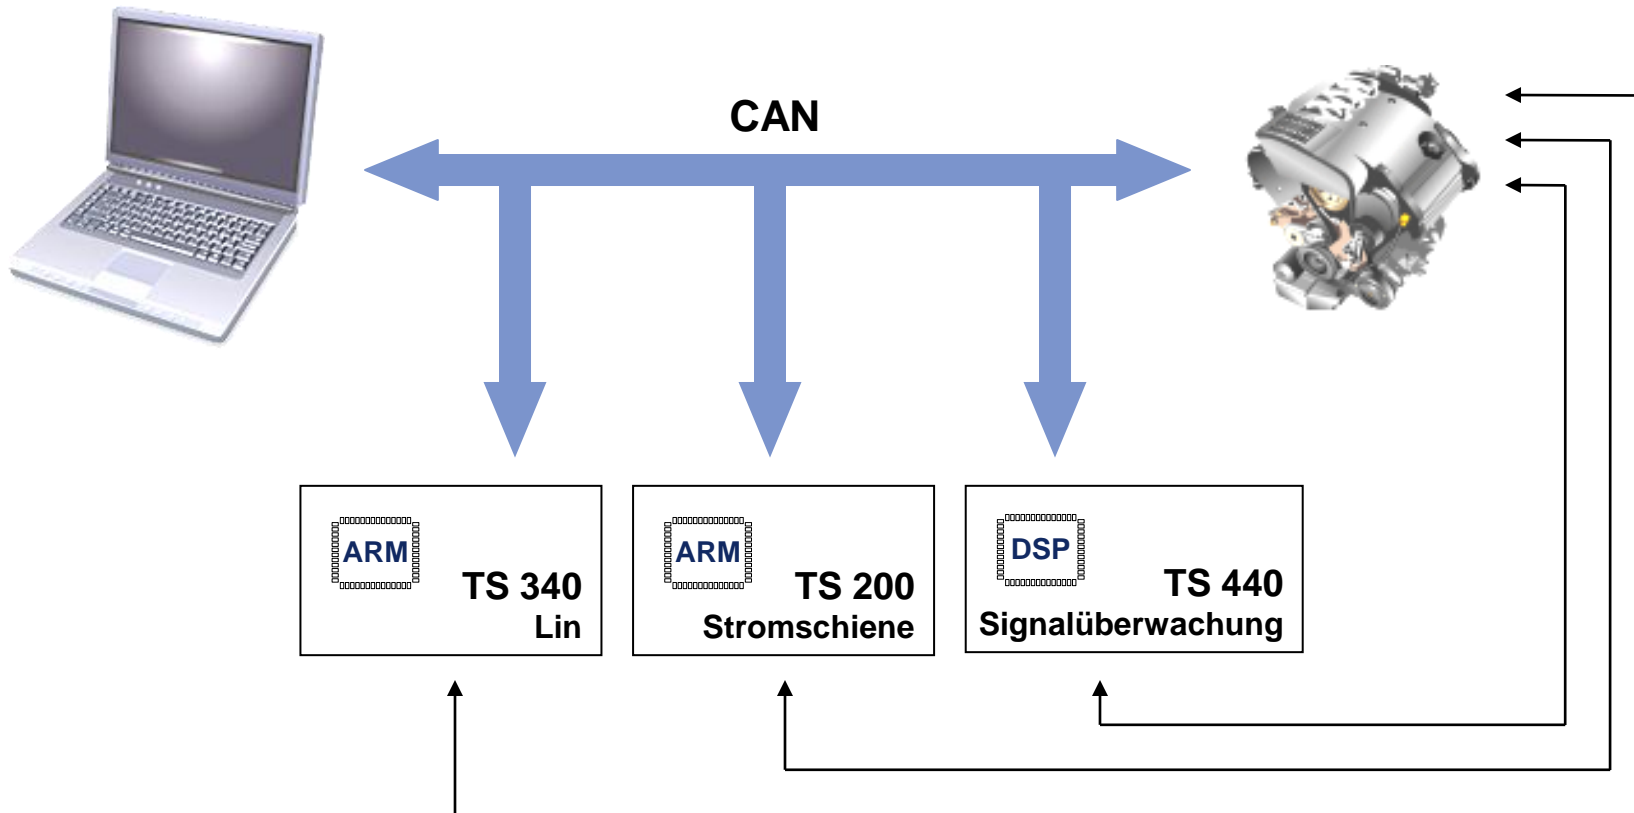 CAN
ARM
TS 340
Lin
ARM
TS 200
Stromschiene
DSP
TS 440
Signalüberwachung